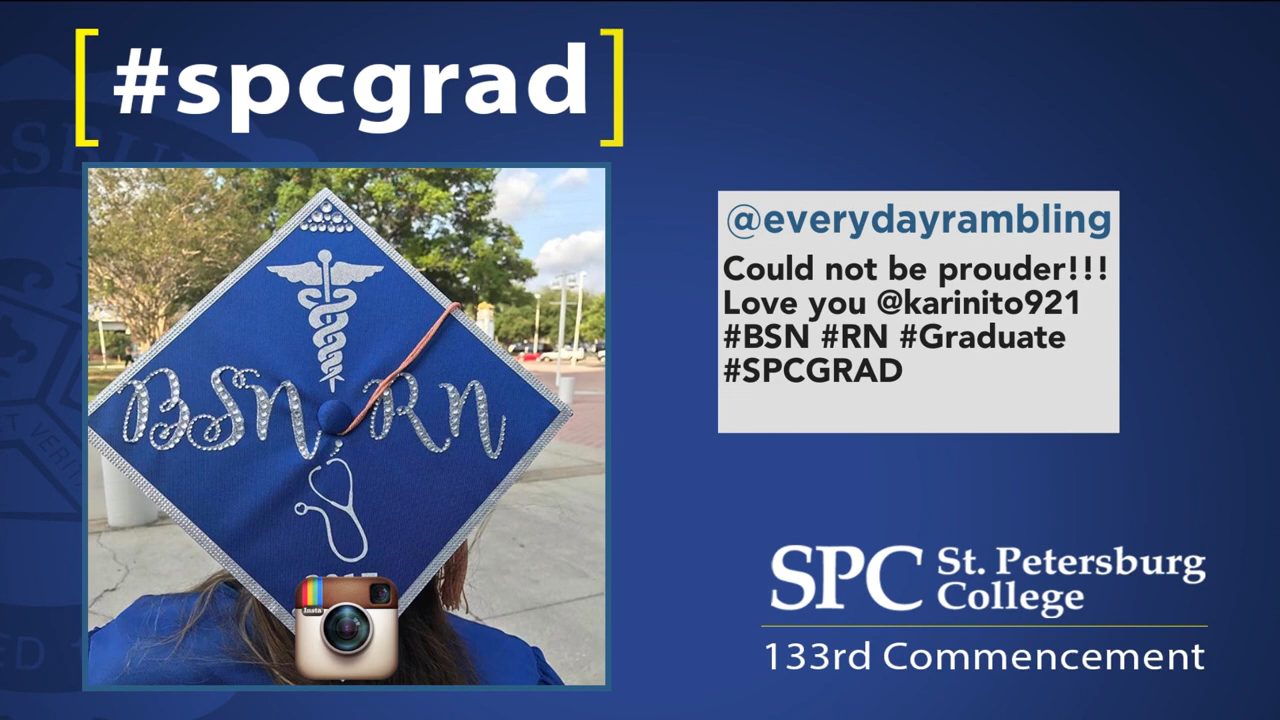 [#spcgrad]
BSN RN
Insta
@everydayrambling
Could not be prouder!!!
Love you @karinito921
#BSN #RN #Graduate
#SPCGRAD
SPC St. Petersburg
College
133rd Commencement